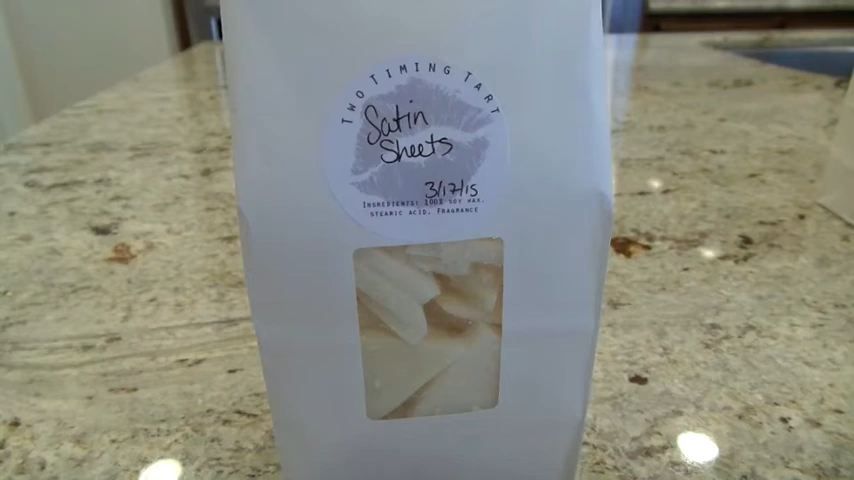 TWO TIMING TART
Satin
Sheets
3/17/15
INGREDIENTS: 100% SOY WAX,
STEARIC ACID, FRAGRANCE